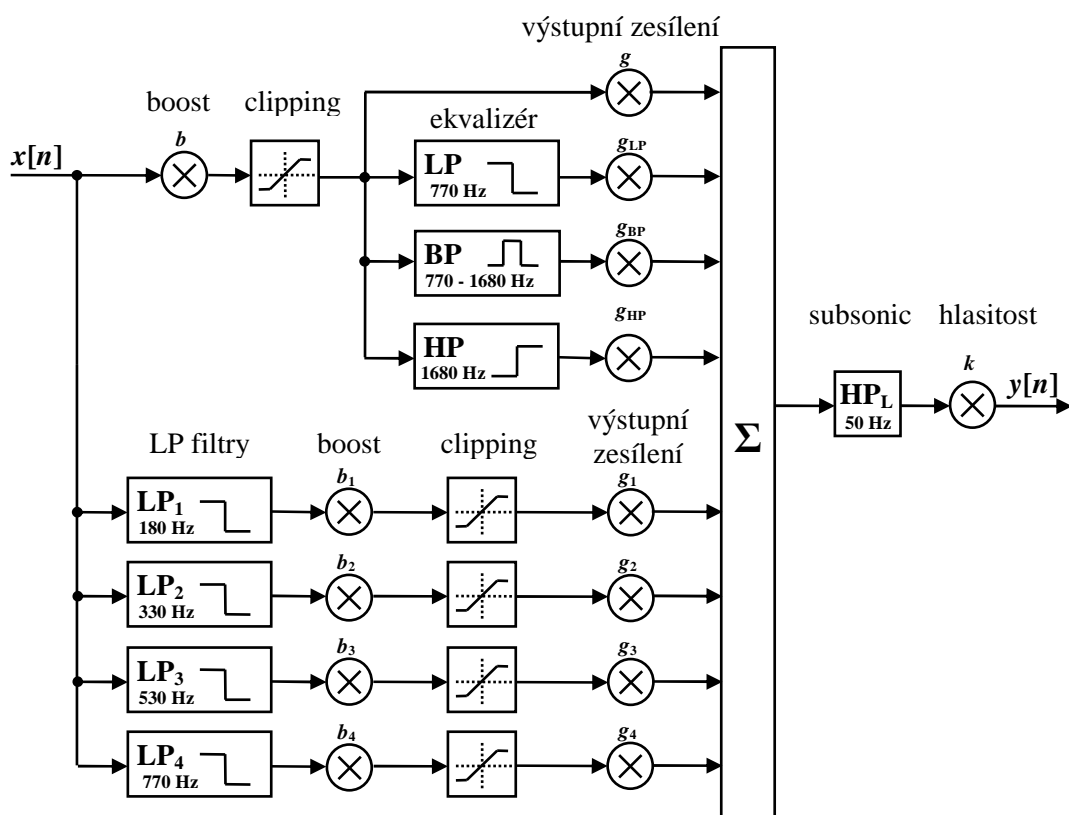 výstupní zesílení
g
boost
clipping
b
ekvalizér
x[n]
LP
770 Hz
gLP
BP
770 - 1680 Hz
gBP
HP
1680 Hz
gHP
subsonic
hlasitost
HPL
50 Hz
k
y[n]
Σ
LP filtry
boost
clipping
výstupní
zesílení
LP1
180 Hz
b1
g1
LP2
330 Hz
b2
g2
LP3
530 Hz
b3
g3
LP4
770 Hz
b4
g4